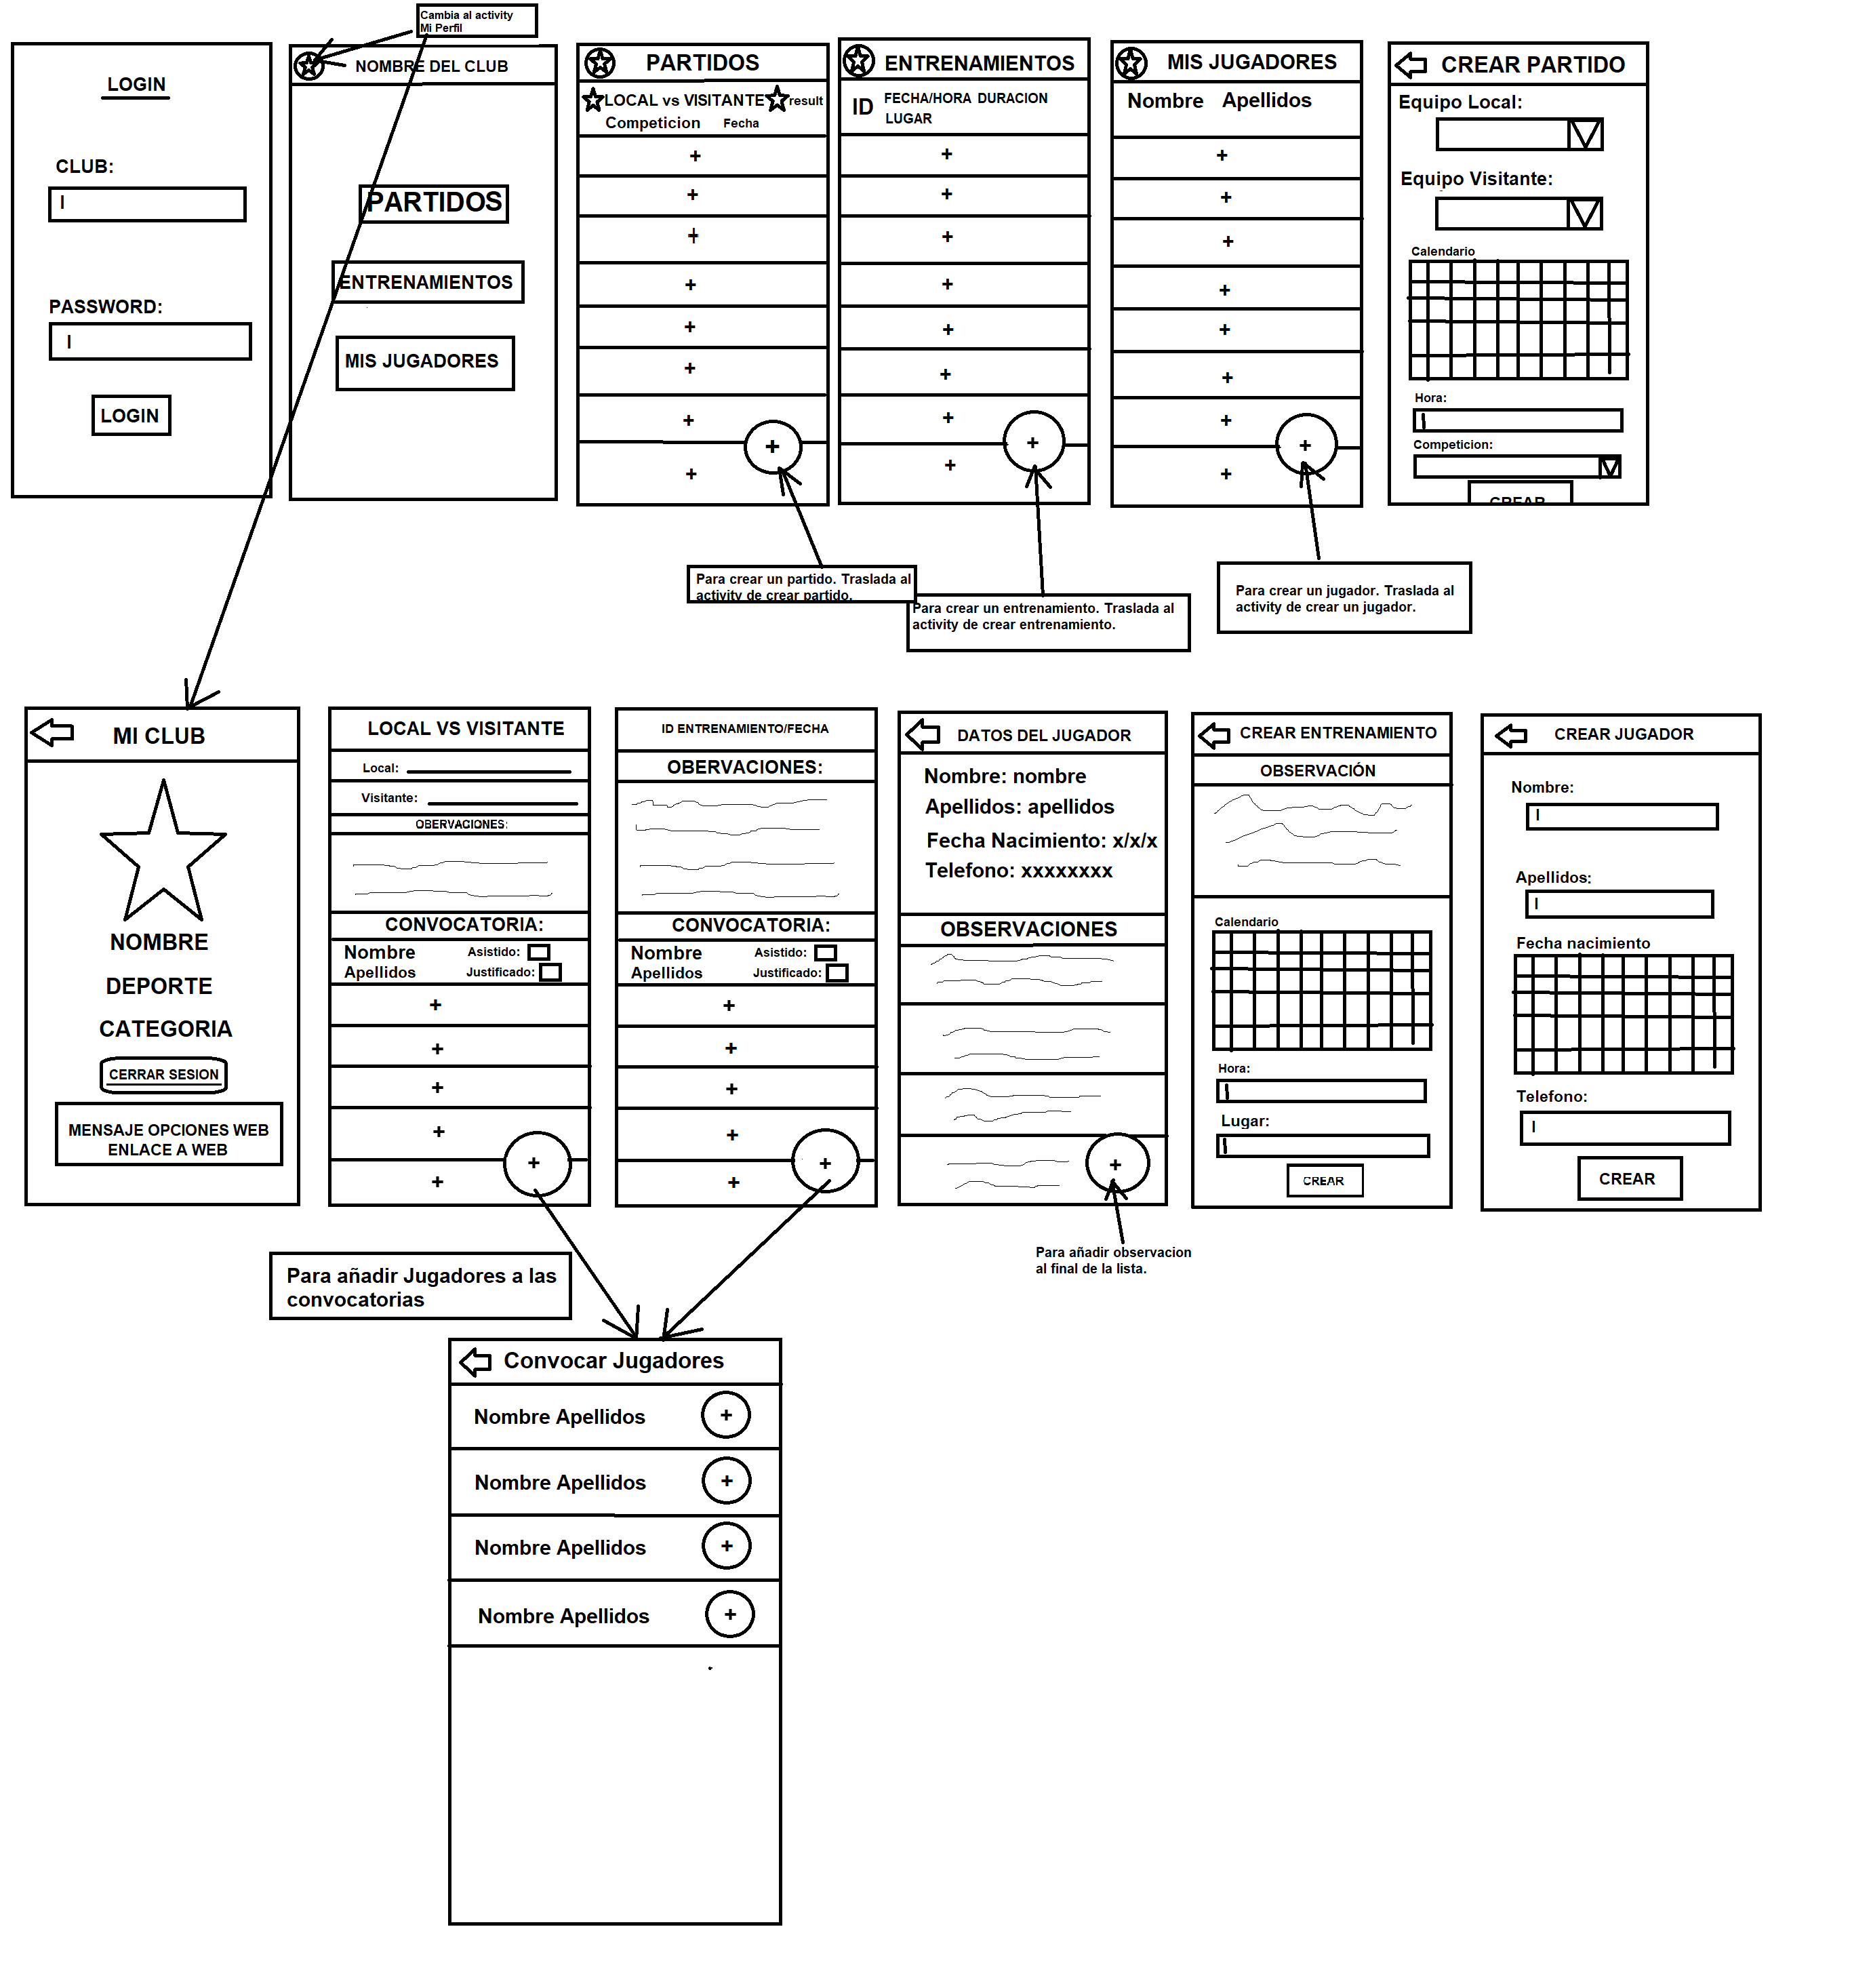 Cambia al activity
Mi Perfil
LOGIN
CLUB:
PASSWORD:
LOGIN
NOMBRE DEL CLUB
PARTIDOS
ENTRENAMIENTOS
MIS JUGADORES
PARTIDOS
LOCAL vs VISITANTE result
Competicion Fecha
+
+
+
+
+
+
+
+
+
ENTRENAMIENTOS
ID FECHA/HORA DURACION
LUGAR
+
+
+
+
+
+
+
+
+
MIS JUGADORES
Nombre Apellidos
+
+
+
+
+
+
+
+
+
CREAR PARTIDO
Equipo Local:
Equipo Visitante:
Calendario
Hora:
Competicion:
CREAR
Para crear un partido. Traslada al
activity de crear partido.
Para crear un entrenamiento. Traslada al
activity de crear entrenamiento.
Para crear un jugador. Traslada al
activity de crear un jugador.
MI CLUB
NOMBRE
DEPORTE
CATEGORIA
CERRAR SESION
MENSAJE OPCIONES WEB
ENLACE A WEB
LOCAL VS VISITANTE
Local:
Visitante:
OBERVACIONES:
CONVOCATORIA:
Nombre Asistido:
Apellidos Justificado:
+
+
+
+
+
+
ID ENTRENAMIENTO/FECHA
OBERVACIONES:
CONVOCATORIA:
Nombre Asistido:
Apellidos Justificado:
+
+
+
+
+
+
DATOS DEL JUGADOR
Nombre: nombre
Apellidos: apellidos
Fecha Nacimiento: x/x/x
Telefono: xxxxxxxx
OBSERVACIONES
+
Para añadir observacion
al final de la lista.
CREAR ENTRENAMIENTO
OBSERVACIÓN
Calendario
Hora:
Lugar:
CREAR
CREAR JUGADOR
Nombre:
Apellidos:
Fecha nacimiento
Telefono:
CREAR
Para añadir Jugadores a las
convocatorias
Convocar Jugadores
Nombre Apellidos +
Nombre Apellidos +
Nombre Apellidos +
Nombre Apellidos +